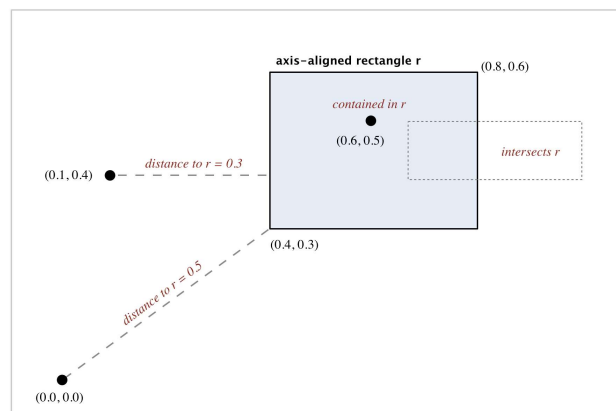 axis-aligned rectangle r
(0.8, 0.6)
contained in r
(0.6, 0.5)
intersects r
(0.1, 0.4)
distance to r = 0.3
(0.4, 0.3)
distance to r = 0.5
(0.0, 0.0)